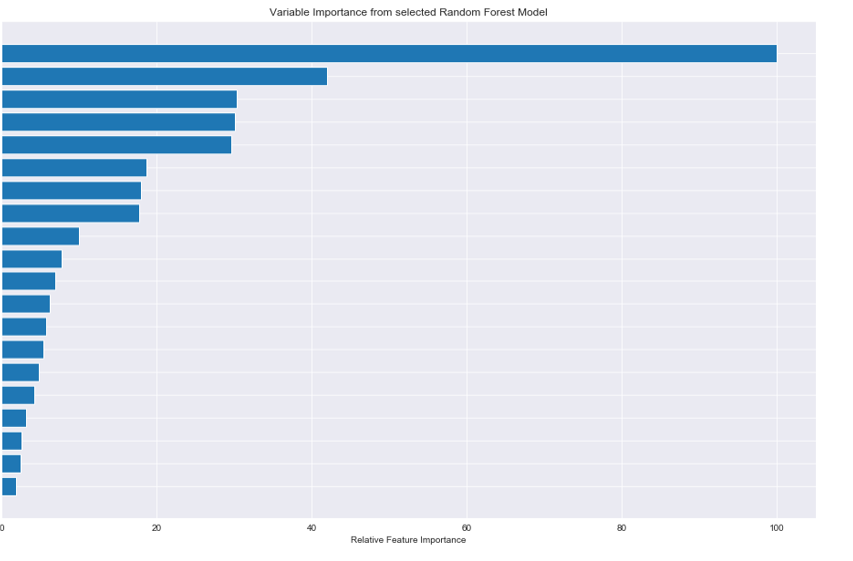 Variable Importance from selected Random Forest Model
0 20 40 60 80 100
Relative Feature Importance